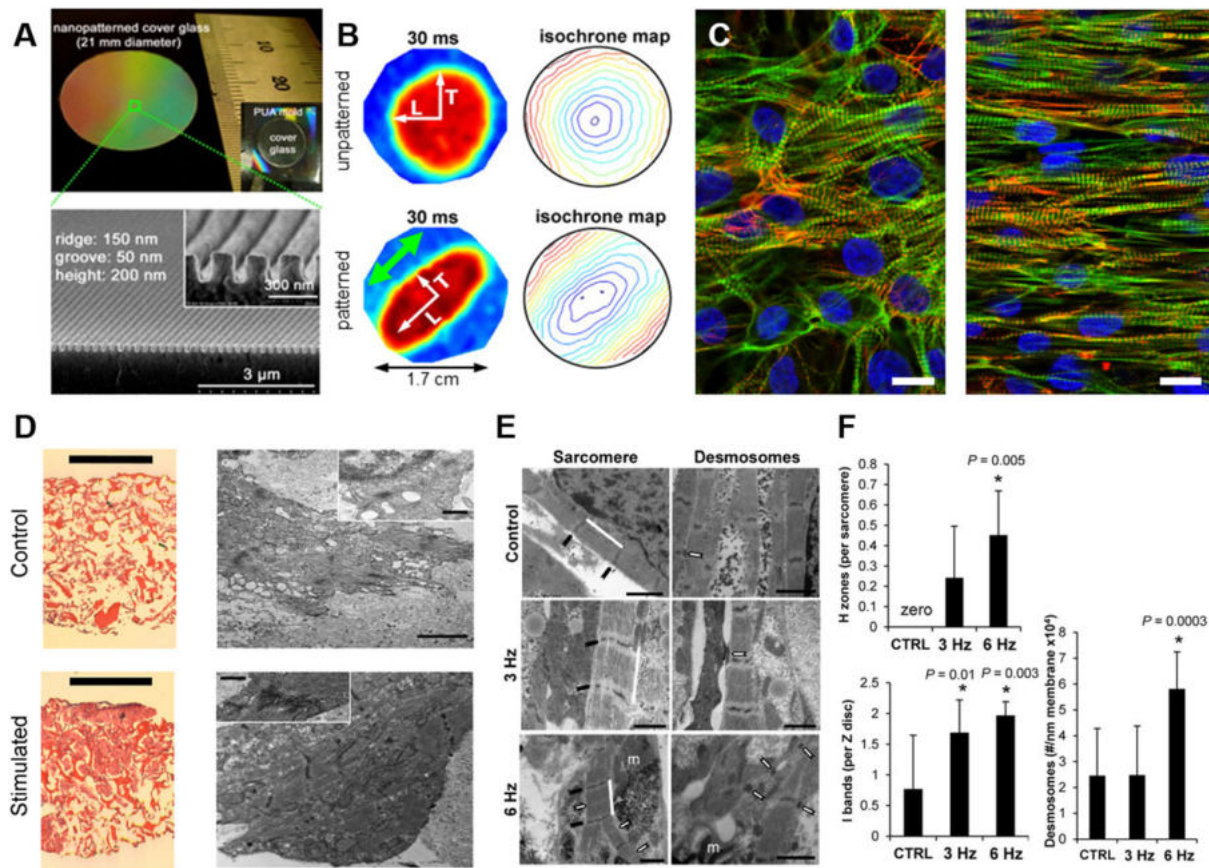 A
nanopatterned cover glass
(21 mm diameter)
PUA mold
cover
glass
ridge: 150 nm
groove: 50 nm
height: 200 nm
300 nm
3 µm
B
30 ms
isochrone map
unpatterned
L
T
30 ms
isochrone map
patterned
T
L
1.7 cm
C
D
Control
Stimulated
E
Sarcomere
Desmosomes
Control
3 Hz
6 Hz
m
m
F
P = 0.005
*
H zones (per sarcomere)
0.8
0.7
0.6
0.5
0.4
0.3
0.2
0.1
0
zero
CTRL 3 Hz 6 Hz
P = 0.01
P = 0.003
*
*
I bands (per Z disc)
2.5
2
1.5
1
0.5
0
CTRL 3 Hz 6 Hz
P = 0.0003
*
Desmosomes (#/nm membrane x10⁴)
8
7
6
5
4
3
2
1
0
CTRL 3 Hz 6 Hz